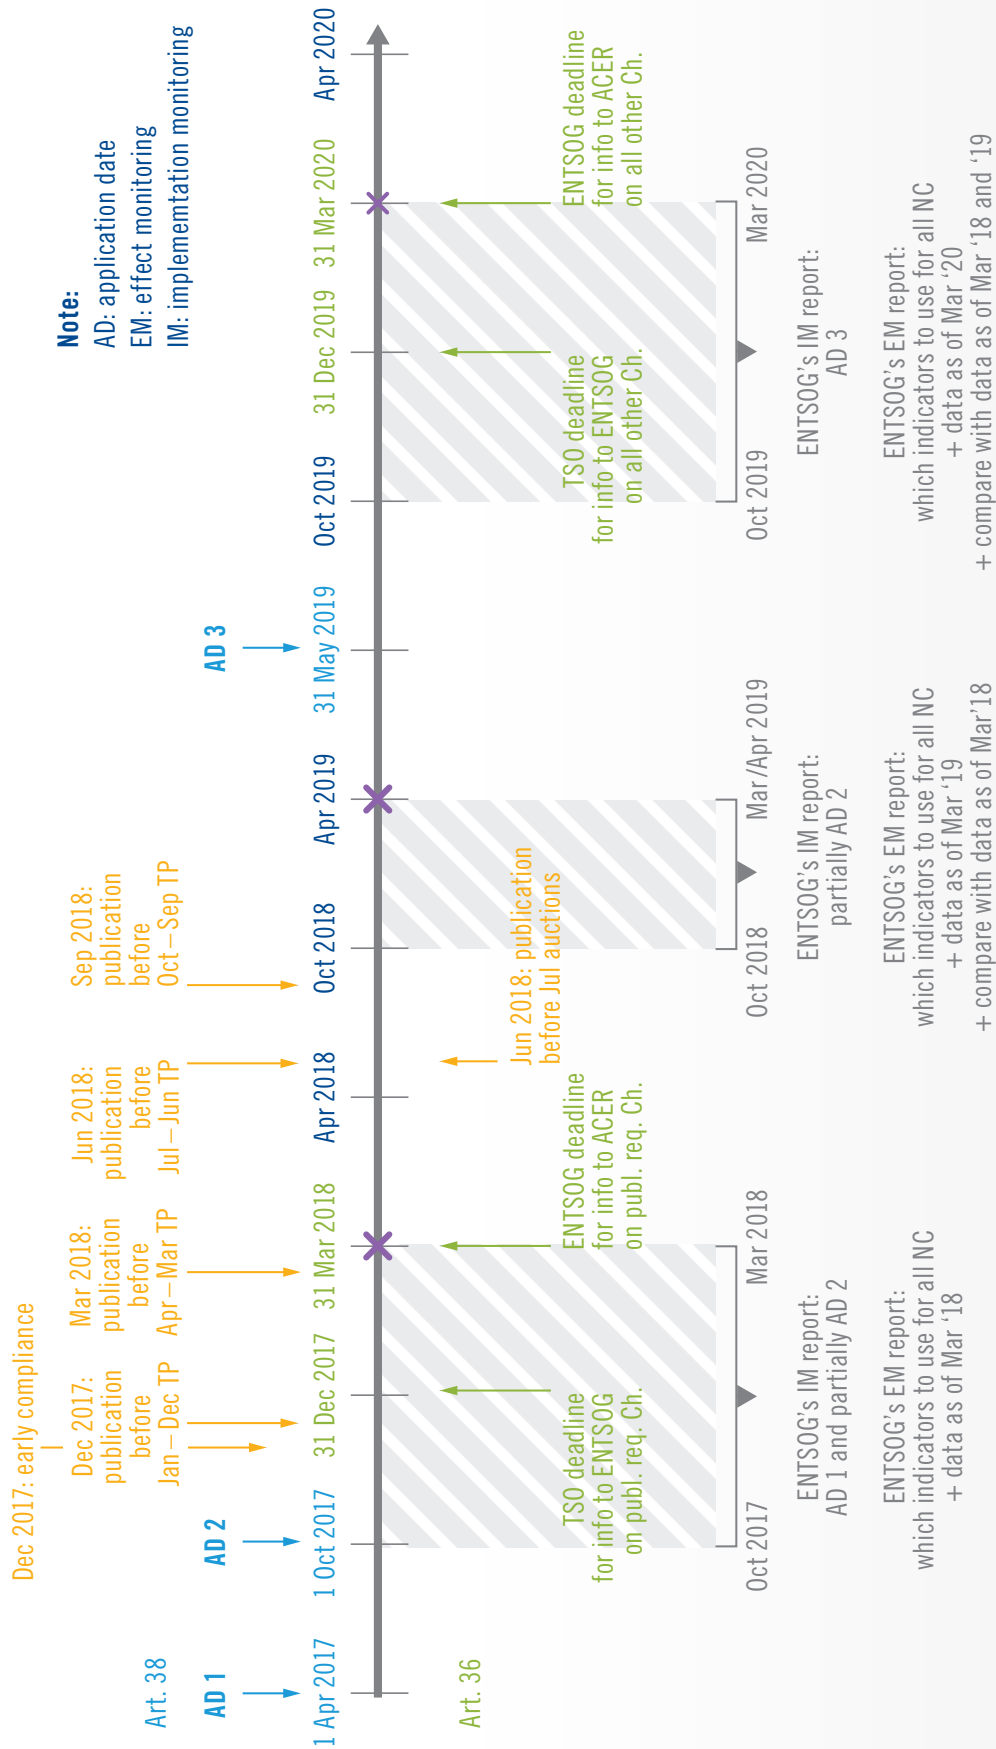 Note:
AD: application date
EM: effect monitoring
IM: implememtation monitoring
Art. 38
Dec 2017: early compliance
Dec 2017:
publication
before
Jan – Dec TP
Mar 2018:
publication
before
Apr – Mar TP
Jun 2018:
publication
before
Jul – Jun TP
Sep 2018:
publication
before
Oct – Sep TP
AD 1
AD 2
AD 3
1 Apr 2017
1 Oct 2017
31 Dec 2017
31 Mar 2018
Apr 2018
Oct 2018
Apr 2019
31 May 2019
Oct 2019
31 Dec 2019
31 Mar 2020
Apr 2020
Art. 36
TSO deadline
for info to ENTSOG
on publ. req. Ch.
ENTSOG deadline
for info to ACER
on publ. req. Ch.
Jun 2018: publication
before Jul auctions
TSO deadline
for info to ENTSOG
on all other Ch.
ENTSOG deadline
for info to ACER
on all other Ch.
Oct 2017
Mar 2018
ENTSOG's IM report:
AD 1 and partially AD 2
ENTSOG's EM report:
which indicators to use for all NC
+ data as of Mar ‘18
Oct 2018
Mar/Apr 2019
ENTSOG's IM report:
partially AD 2
ENTSOG's EM report:
which indicators to use for all NC
+ data as of Mar ‘19
+ compare with data as of Mar’18
Oct 2019
Mar 2020
ENTSOG's IM report:
AD 3
ENTSOG's EM report:
which indicators to use for all NC
+ data as of Mar ‘20
+ compare with data as of Mar ‘18 and ‘19